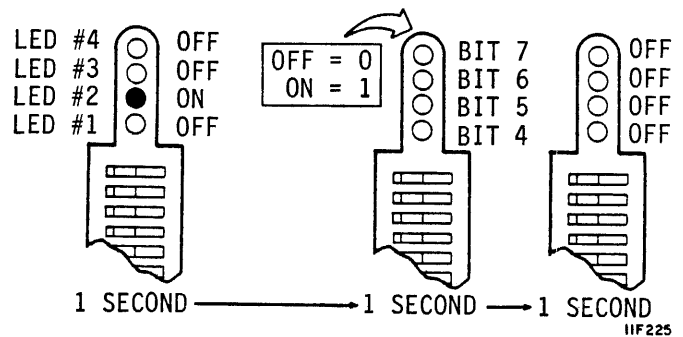 LED #4 OFF
LED #3 OFF
LED #2 ON
LED #1 OFF
OFF = 0
ON = 1
BIT 7
BIT 6
BIT 5
BIT 4
OFF
OFF
OFF
OFF
1 SECOND 1 SECOND 1 SECOND
IIF225